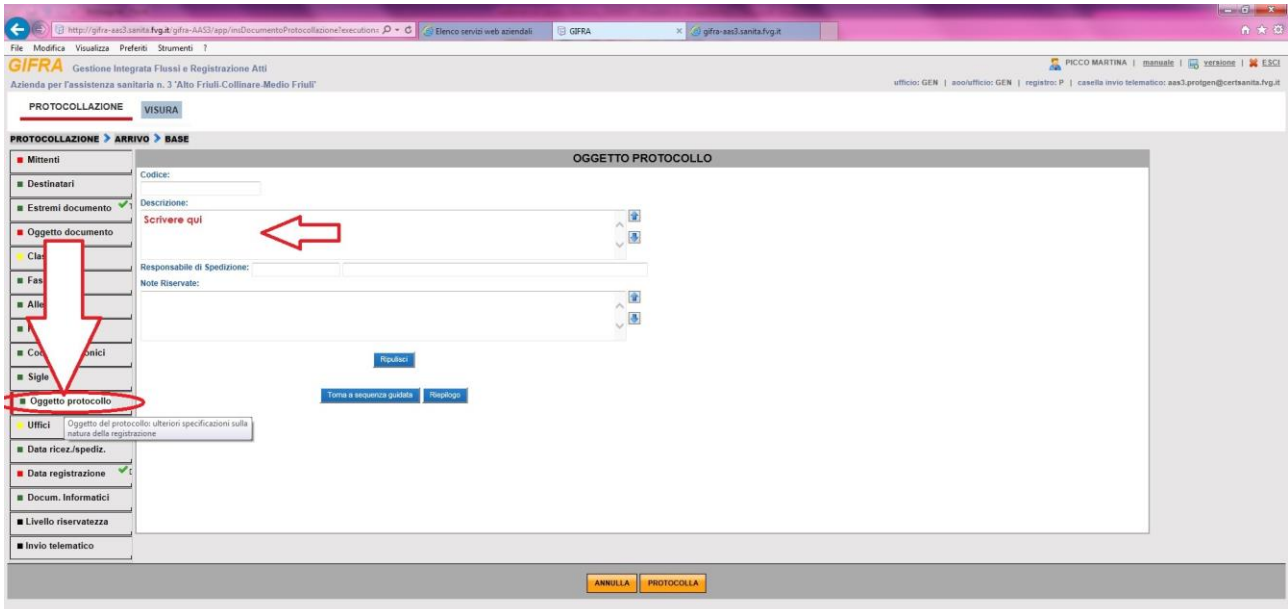 http://gifra-aas3.sanita.fvg.it/gifra-AAS3/app/insDocumentoProtocollazione?execution=
Elenco servizi web aziendali
GIFRA
gifra-aas3.sanita.fvg.it
File Modifica Visualizza Preferiti Strumenti ?
GIFRA Gestione Integrata Flussi e Registrazione Atti
PICCO MARTINA | manuale | versione | ESCI
Azienda per l'assistenza sanitaria n. 3 'Alto Friuli-Collinare-Medio Friuli'
ufficio: GEN | aoo/ufficio: GEN | registro: P | casella invio telematico: aas3.protgen@certsanita.fvg.it
PROTOCOLLAZIONE VISURA
PROTOCOLLAZIONE ARRIVO BASE
OGGETTO PROTOCOLLO
Mittenti
Destinatari
Estremi documento
Oggetto documento
Clas
Fas
Alle
Co onici
Sigle
Oggetto protocollo
Uffici
Oggetto del protocollo: ulteriori specificazioni sulla
natura della registrazione
Data ricez./spediz.
Data registrazione
Docum. Informatici
Livello riservatezza
Invio telematico
Codice:
Descrizione:
Scrivere qui
Responsabile di Spedizione:
Note Riservate:
Ripulisci
Torna a sequenza guidata Riepilogo
ANNULLA PROTOCOLLA